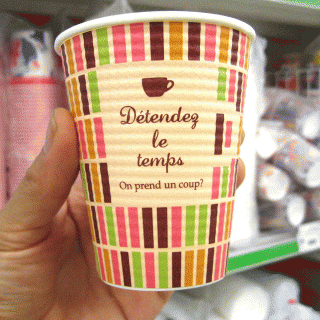 Détendez
le
temps
On prend un coup?